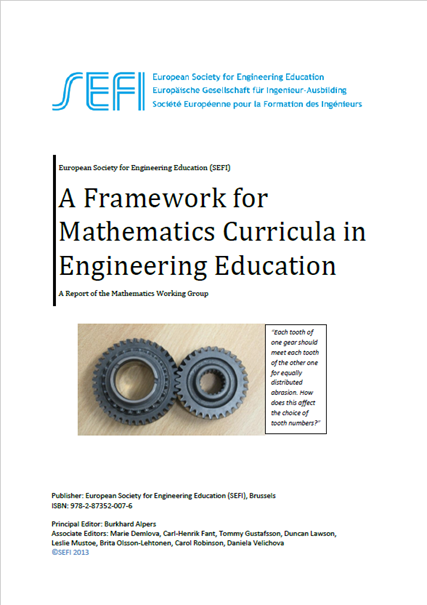 SEFI
European Society for Engineering Education
Europäische Gesellschaft für Ingenieur-Ausbildung
Société Européenne pour la Formation des Ingénieurs
European Society for Engineering Education (SEFI)
A Framework for
Mathematics Curricula in
Engineering Education
A Report of the Mathematics Working Group
"Each tooth of
one gear should
meet each tooth
of the other one
for equally
distributed
abrasion. How
does this affect
the choice of
tooth numbers?"
Publisher: European Society for Engineering Education (SEFI), Brussels
ISBN: 978-2-87352-007-6
Principal Editor: Burkhard Alpers
Associate Editors: Marie Demlova, Carl-Henrik Fant, Tommy Gustafsson, Duncan Lawson,
Leslie Mustoe, Brita Olsson-Lehtonen, Carol Robinson, Daniela Velichova
©SEFI 2013